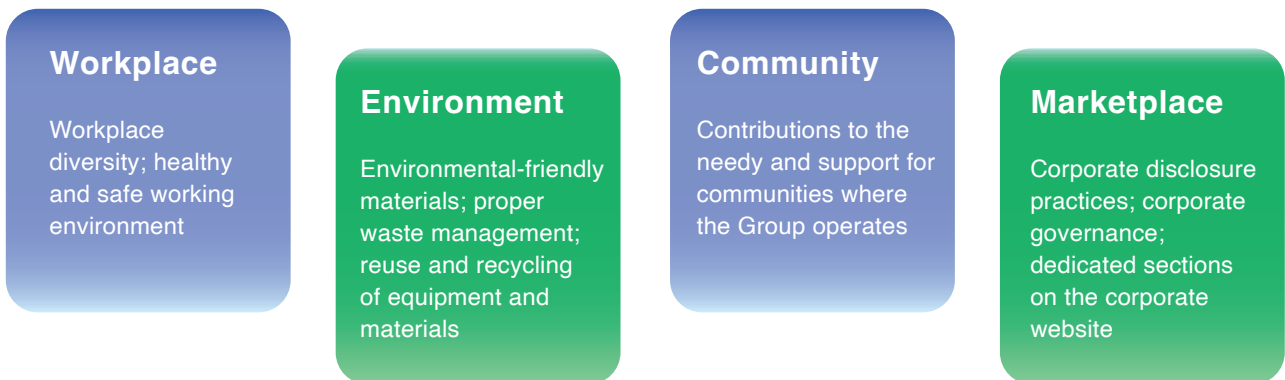 Workplace
Workplace
diversity; healthy
and safe working
environment
Environment
Environmental-friendly
materials; proper
waste management;
reuse and recycling
of equipment and
materials
Community
Contributions to the
needy and support for
communities where
the Group operates
Marketplace
Corporate disclosure
practices; corporate
governance;
dedicated sections
on the corporate
website